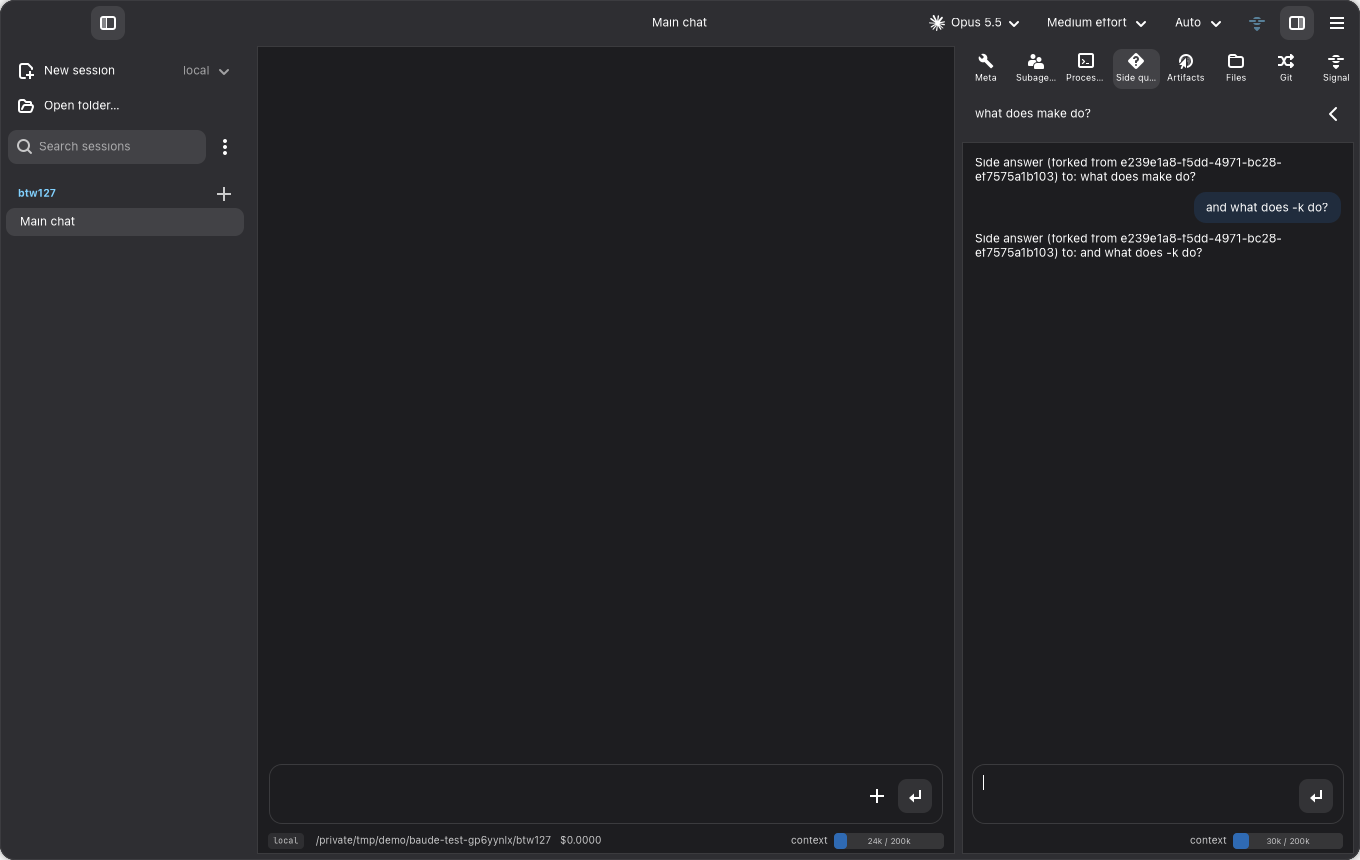 Main chat
Opus 5.5
Medium effort
Auto
New session
local
Open folder...
Search sessions
btw127
Main chat
Meta
Subage...
Proces...
Side qu...
Artifacts
Files
Git
Signal
what does make do?
Side answer (forked from e239e1a8-f5dd-4971-bc28-
ef7575a1b103) to: what does make do?
and what does -k do?
Side answer (forked from e239e1a8-f5dd-4971-bc28-
ef7575a1b103) to: and what does -k do?
local
/private/tmp/demo/baude-test-gp6yynlx/btw127
$0.0000
context
24k / 200k
context
30k / 200k